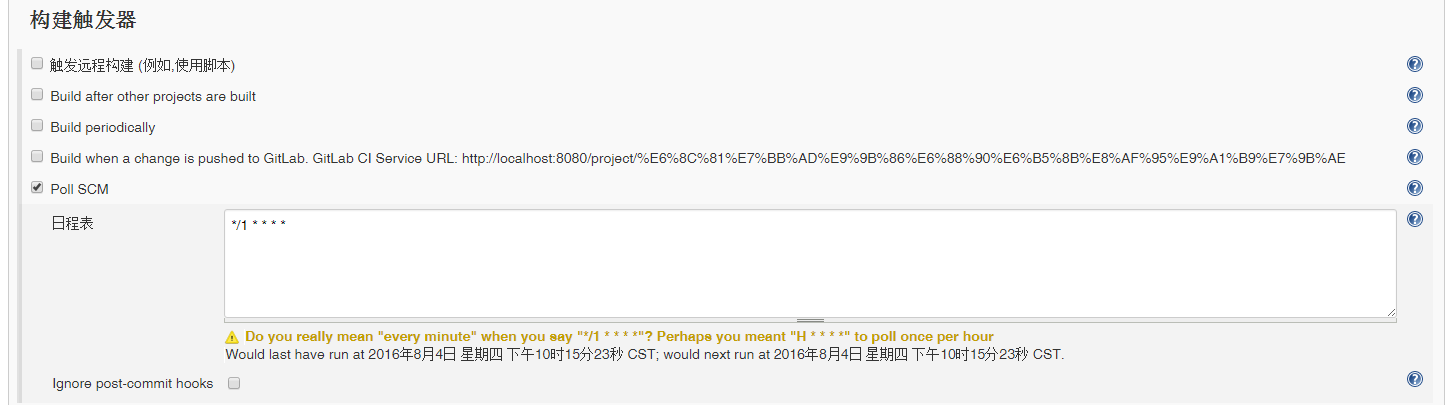 构建触发器
触发远程构建 (例如,使用脚本)
Build after other projects are built
Build periodically
Build when a change is pushed to GitLab. GitLab CI Service URL: http://localhost:8080/project/%E6%8C%81%E7%BB%AD%E9%9B%86%E6%88%90%E6%B5%8B%E8%AF%95%E9%A1%B9%E7%9B%AE
Poll SCM
日程表
*/1 * * * *
Do you really mean "every minute" when you say "*/1 * * * *"? Perhaps you meant "H * * * *" to poll once per hour
Would last have run at 2016年8月4日 星期四 下午10时15分23秒 CST; would next run at 2016年8月4日 星期四 下午10时15分23秒 CST.
Ignore post-commit hooks